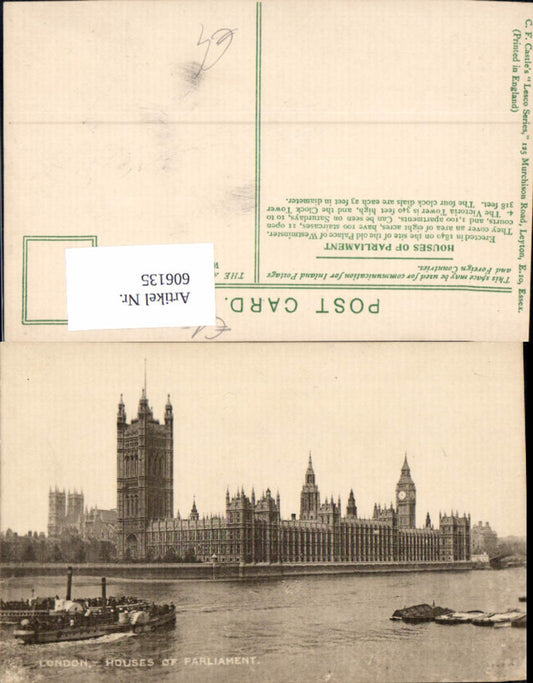 POST CARD.
This space may be used for communication for Inland Postage
and Foreign Countries.
THE
HOUSES OF PARLIAMENT
Erected in 1840 on the site of the old Palace of Westminster.
They cover an area of eight acres, have 100 staircases, 11 open
courts, and 1,100 apartments. Can be seen on Saturdays, 10 to
4. The Victoria Tower is 340 feet high, and the Clock Tower
318 feet. The four clock dials are each 23 feet in diameter.
C. F. Castle's "Lesco Series," 125 Murchison Road, Leyton, E.10, Essex.
(Printed in England)
Artikel Nr.
606135
LONDON,- HOUSES OF PARLIAMENT.